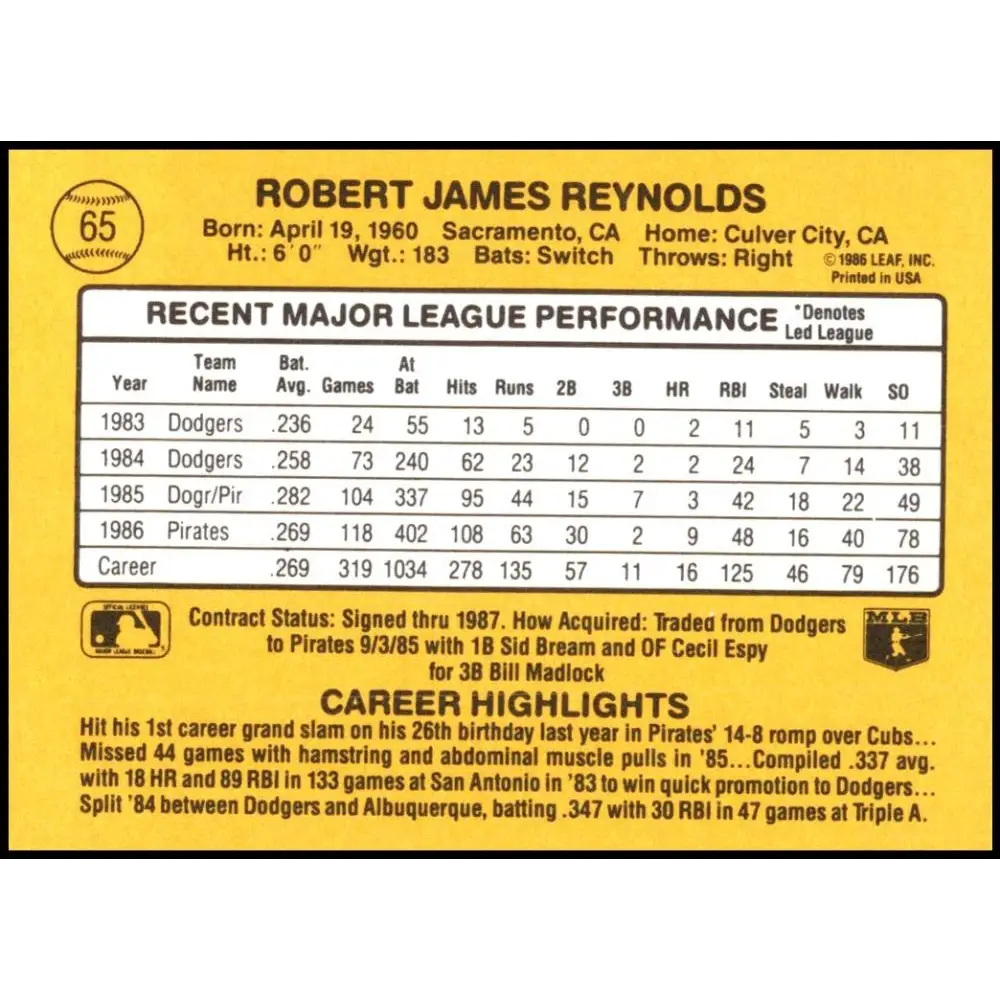 65
ROBERT JAMES REYNOLDS
Born: April 19, 1960 Sacramento, CA Home: Culver City, CA
Ht.: 6'0" Wgt.: 183 Bats: Switch Throws: Right © 1986 LEAF, INC.
Printed in USA
RECENT MAJOR LEAGUE PERFORMANCE *Denotes Led League
Year Team Name Bat. Avg. Games At Bat Hits Runs 2B 3B HR RBI Steal Walk SO
1983 Dodgers .236 24 55 13 5 0 0 2 11 5 3 11
1984 Dodgers .258 73 240 62 23 12 2 2 24 7 14 38
1985 Dogr/Pir .282 104 337 95 44 15 7 3 42 18 22 49
1986 Pirates .269 118 402 108 63 30 2 9 48 16 40 78
Career .269 319 1034 278 135 57 11 16 125 46 79 176
Contract Status: Signed thru 1987. How Acquired: Traded from Dodgers
to Pirates 9/3/85 with 1B Sid Bream and OF Cecil Espy
for 3B Bill Madlock
MLB
CAREER HIGHLIGHTS
Hit his 1st career grand slam on his 26th birthday last year in Pirates' 14-8 romp over Cubs...
Missed 44 games with hamstring and abdominal muscle pulls in '85...Compiled .337 avg.
with 18 HR and 89 RBI in 133 games at San Antonio in '83 to win quick promotion to Dodgers...
Split '84 between Dodgers and Albuquerque, batting .347 with 30 RBI in 47 games at Triple A.